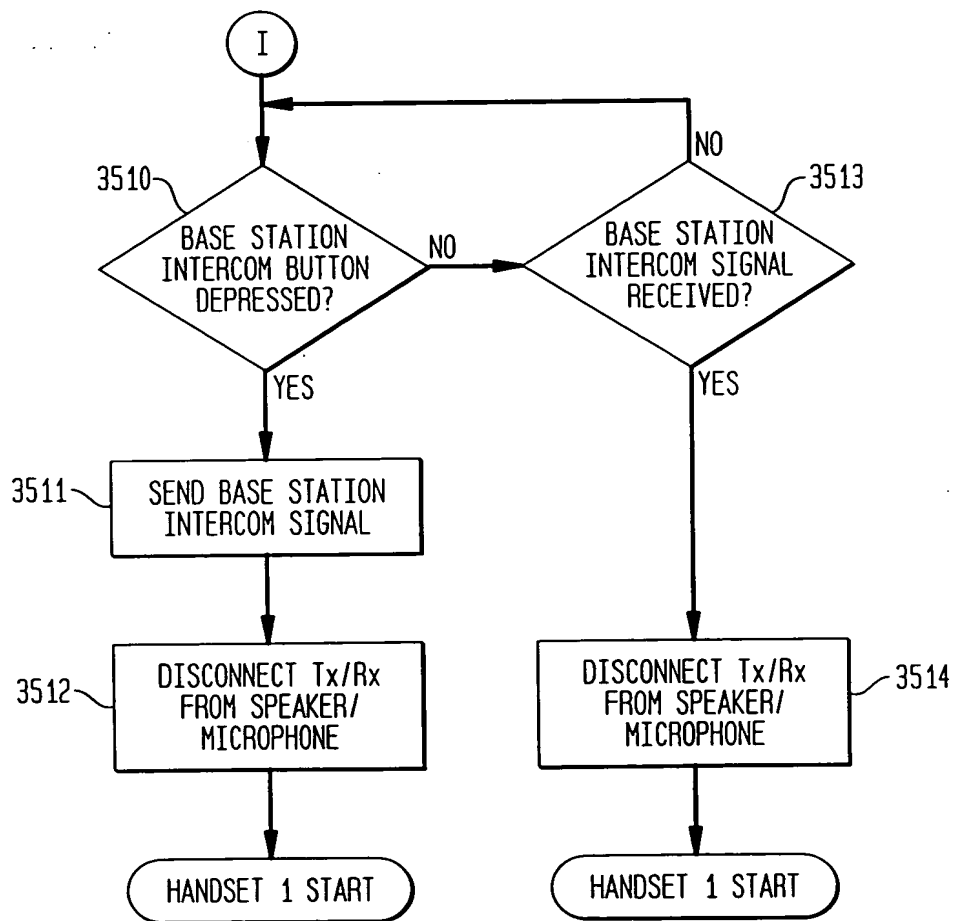 I
3510
BASE STATION
INTERCOM BUTTON
DEPRESSED?
NO
YES
NO
3513
BASE STATION
INTERCOM SIGNAL
RECEIVED?
YES
3511
SEND BASE STATION
INTERCOM SIGNAL
3512
DISCONNECT Tx/Rx
FROM SPEAKER/
MICROPHONE
HANDSET 1 START
DISCONNECT Tx/Rx
FROM SPEAKER/
MICROPHONE
3514
HANDSET 1 START